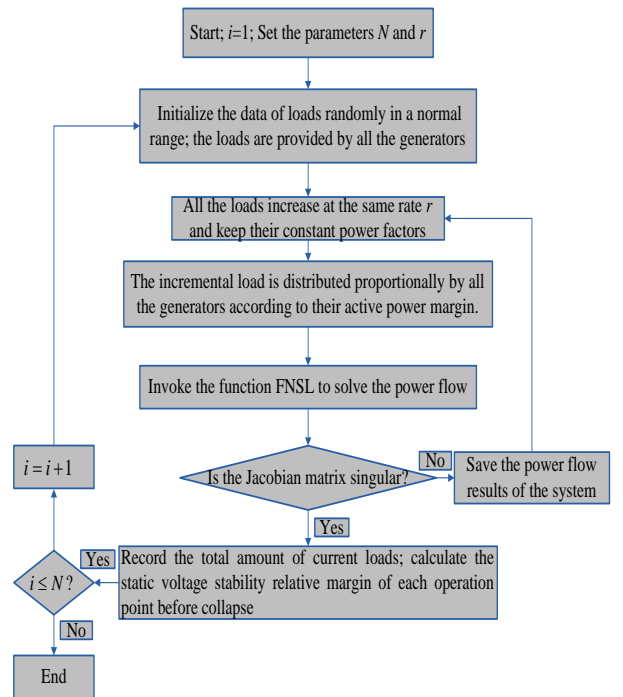 Start; i=1; Set the parameters N and r
Initialize the data of loads randomly in a normal
range; the loads are provided by all the generators
All the loads increase at the same rate r
and keep their constant power factors
The incremental load is distributed proportionally by all
the generators according to their active power margin.
Invoke the function FNSL to solve the power flow
Is the Jacobian matrix singular?
No
Save the power flow
results of the system
Yes
Record the total amount of current loads; calculate the
static voltage stability relative margin of each operation
point before collapse
Yes
i ≤ N?
i = i+1
No
End